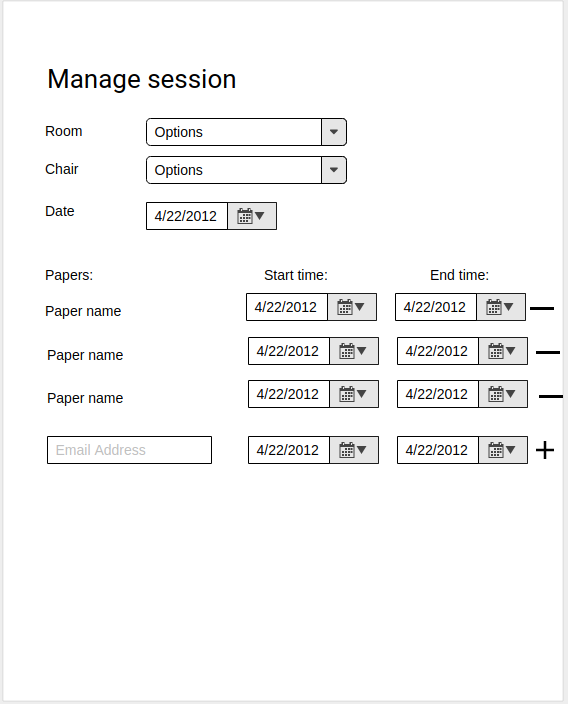 Manage session
Room Options
Chair Options
Date 4/22/2012
Papers: Start time: End time:
Paper name 4/22/2012 4/22/2012
Paper name 4/22/2012 4/22/2012
Paper name 4/22/2012 4/22/2012
Email Address 4/22/2012 4/22/2012